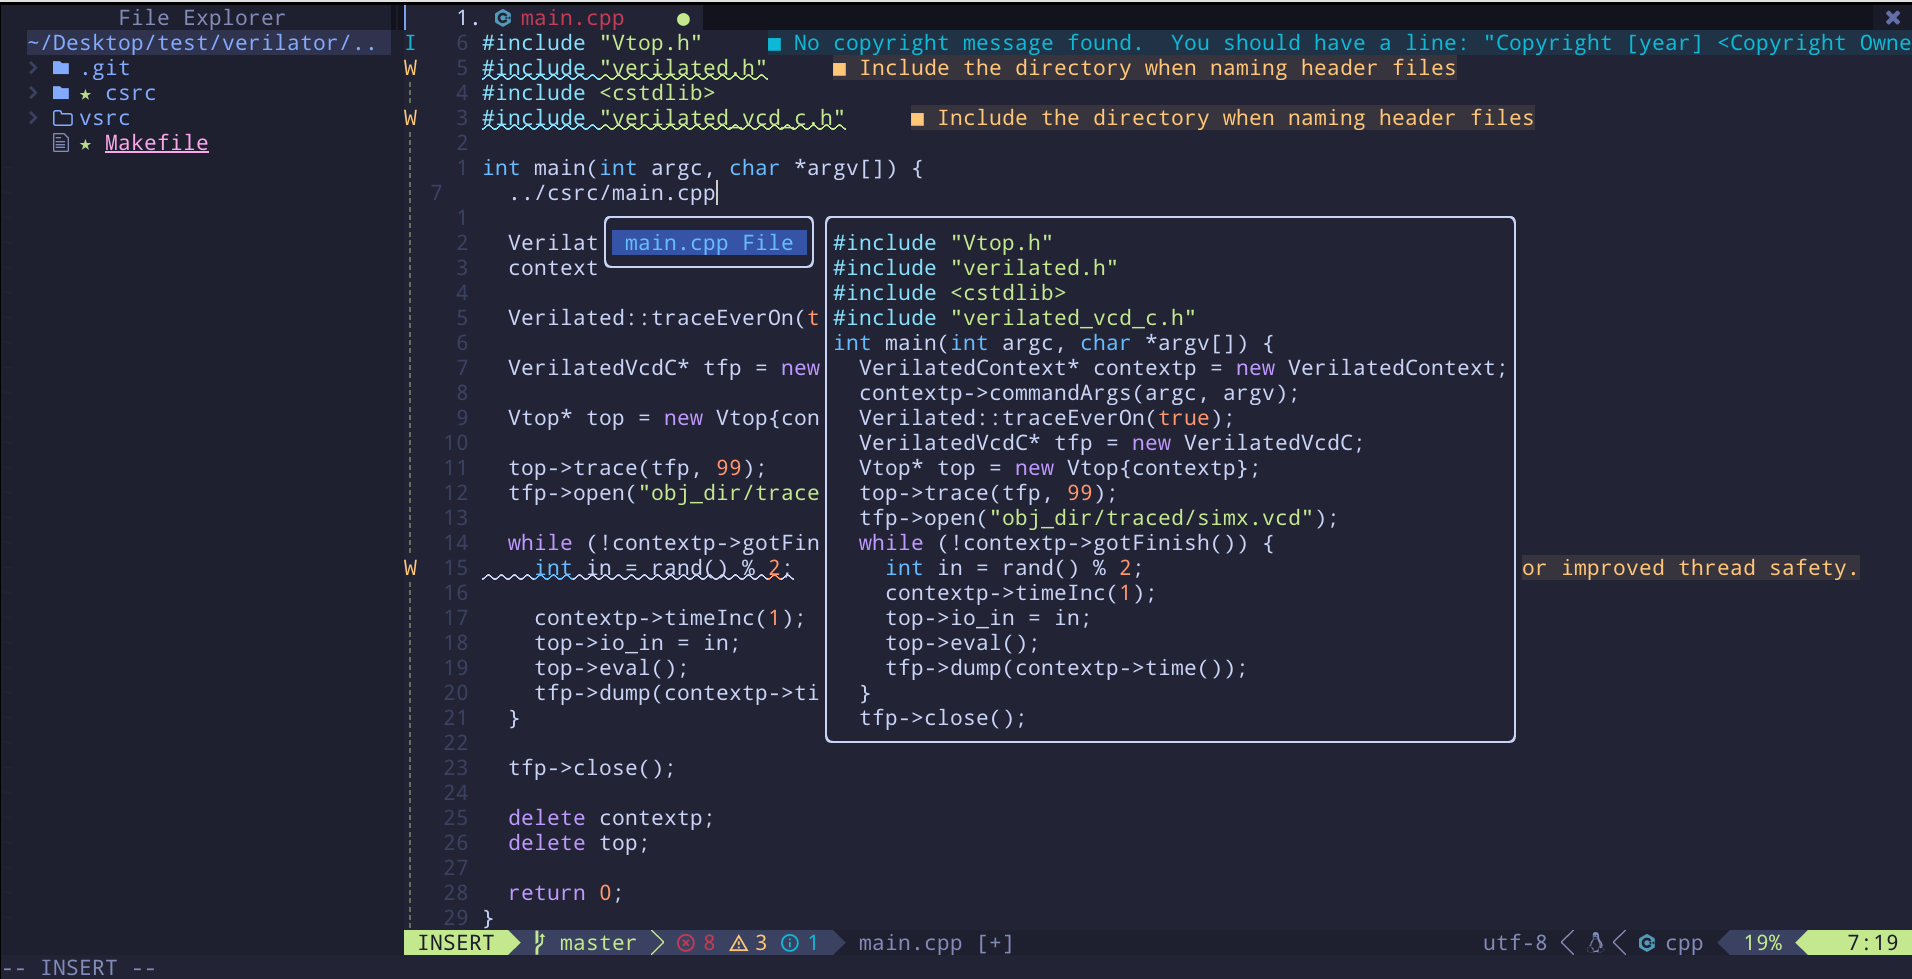 File Explorer
~/Desktop/test/verilator/..
.git
csrc
vsrc
Makefile
1. main.cpp
I 6 #include "Vtop.h" No copyright message found. You should have a line: "Copyright [year] <Copyright Owne
W 5 #include "verilated.h" Include the directory when naming header files
4 #include <cstdlib>
W 3 #include "verilated_vcd_c.h" Include the directory when naming header files
2
1 int main(int argc, char *argv[]) {
7 ../csrc/main.cpp
1
2 Verilat
3 context
4
5 Verilated::traceEverOn(t
6
7 VerilatedVcdC* tfp = new
8
9 Vtop* top = new Vtop{con
10
11 top->trace(tfp, 99);
12 tfp->open("obj_dir/trace
13
14 while (!contextp->gotFin
W 15 int in = rand() % 2; or improved thread safety.
16
17 contextp->timeInc(1);
18 top->io_in = in;
19 top->eval();
20 tfp->dump(contextp->ti
21 }
22
23 tfp->close();
24
25 delete contextp;
26 delete top;
27
28 return 0;
29 }
main.cpp File
#include "Vtop.h"
#include "verilated.h"
#include <cstdlib>
#include "verilated_vcd_c.h"
int main(int argc, char *argv[]) {
VerilatedContext* contextp = new VerilatedContext;
contextp->commandArgs(argc, argv);
Verilated::traceEverOn(true);
VerilatedVcdC* tfp = new VerilatedVcdC;
Vtop* top = new Vtop{contextp};
top->trace(tfp, 99);
tfp->open("obj_dir/traced/simx.vcd");
while (!contextp->gotFinish()) {
int in = rand() % 2;
contextp->timeInc(1);
top->io_in = in;
top->eval();
tfp->dump(contextp->time());
}
tfp->close();
INSERT master 8 3 1 main.cpp [+] utf-8 cpp 19% 7:19
-- INSERT --